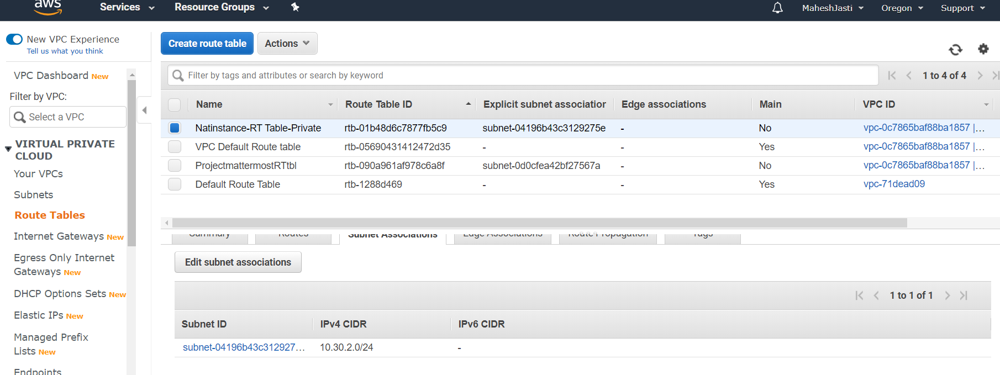 aws Services Resource Groups MaheshJasti Oregon Support
New VPC Experience
Tell us what you think
Create route table Actions
VPC Dashboard New
Filter by VPC:
Select a VPC
VIRTUAL PRIVATE
CLOUD
Your VPCs
Subnets
Route Tables
Internet Gateways New
Egress Only Internet
Gateways New
DHCP Options Sets New
Elastic IPs New
Managed Prefix
Lists New
Endpoints
Filter by tags and attributes or search by keyword
1 to 4 of 4
Name Route Table ID Explicit subnet association Edge associations Main VPC ID
Natinstance-RT Table-Private rtb-01b48d6c7877fb5c9 subnet-04196b43c3129275e - No vpc-0c7865baf88ba1857 |...
VPC Default Route table rtb-05690431412472d35 - - Yes vpc-0c7865baf88ba1857 |...
ProjectmattermostRTtbl rtb-090a961af978c6a8f subnet-0d0cfea42bf27567a - No vpc-0c7865baf88ba1857 |...
Default Route Table rtb-1288d469 - - Yes vpc-71dead09
Summary Routes Subnet Associations Edge Associations Route Propagation Tags
Edit subnet associations
1 to 1 of 1
Subnet ID IPv4 CIDR IPv6 CIDR
subnet-04196b43c312927... 10.30.2.0/24 -